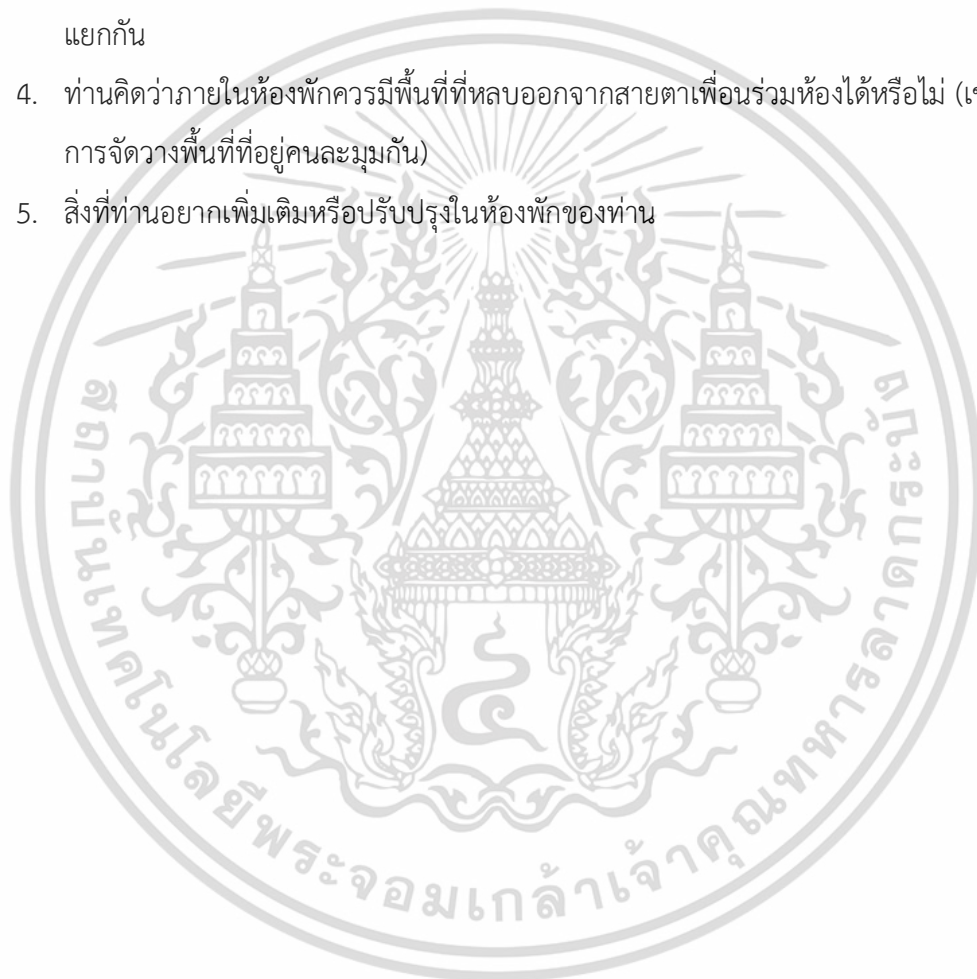 แยกกัน
4. ท่านคิดว่าภายในห้องพักควรมีพื้นที่ที่หลบออกจากสายตาเพื่อนร่วมห้องได้หรือไม่ (เช
การจัดวางพื้นที่ที่อยู่คนละมุมกัน)
5. สิ่งที่ท่านอยากเพิ่มเติมหรือปรับปรุงในห้องพักของท่าน
๔
สถาบันเทคโนโลยีพระจอมเกล้าเจ้าคุณทหารลาดกระบัง